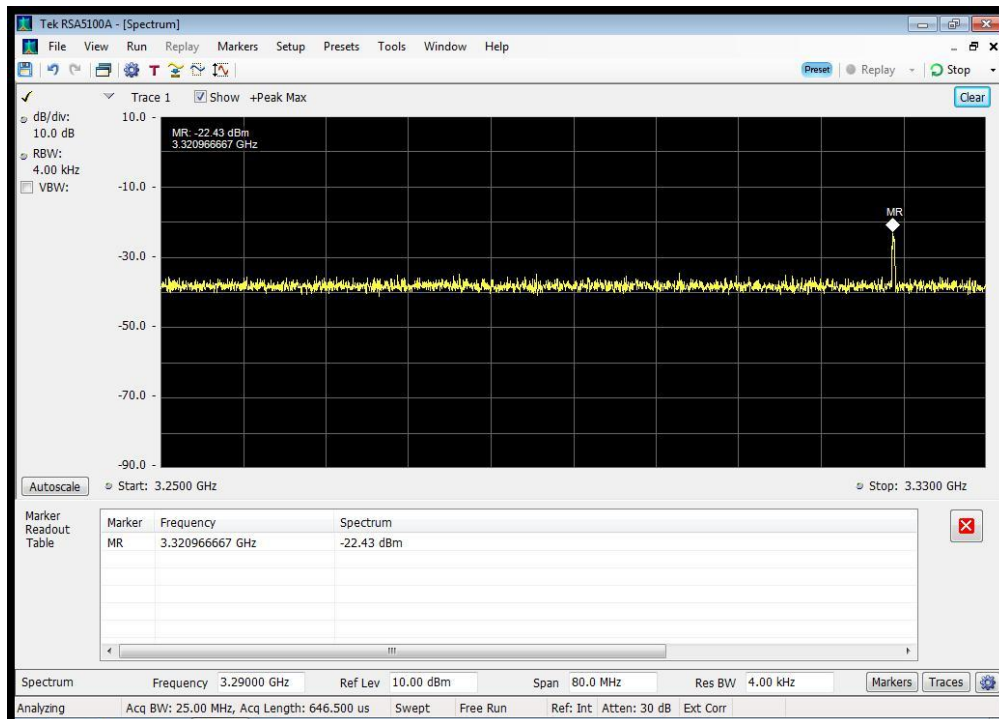 Tek RSA5100A - [Spectrum]
File View Run Replay Markers Setup Presets Tools Window Help
T Preset Replay Stop
Trace 1 Show +Peak Max Clear
dB/div:
10.0 dB
RBW:
4.00 kHz
VBW:
10.0
MR: -22.43 dBm
3.320966667 GHz
-10.0
MR
-30.0
-50.0
-70.0
-90.0
Autoscale Start: 3.2500 GHz Stop: 3.3300 GHz
Marker
Readout
Table
Marker Frequency Spectrum
MR 3.320966667 GHz -22.43 dBm
Spectrum Frequency 3.29000 GHz Ref Lev 10.00 dBm Span 80.0 MHz Res BW 4.00 kHz Markers Traces
Analyzing Acq BW: 25.00 MHz, Acq Length: 646.500 us Swept Free Run Ref: Int Atten: 30 dB Ext Corr